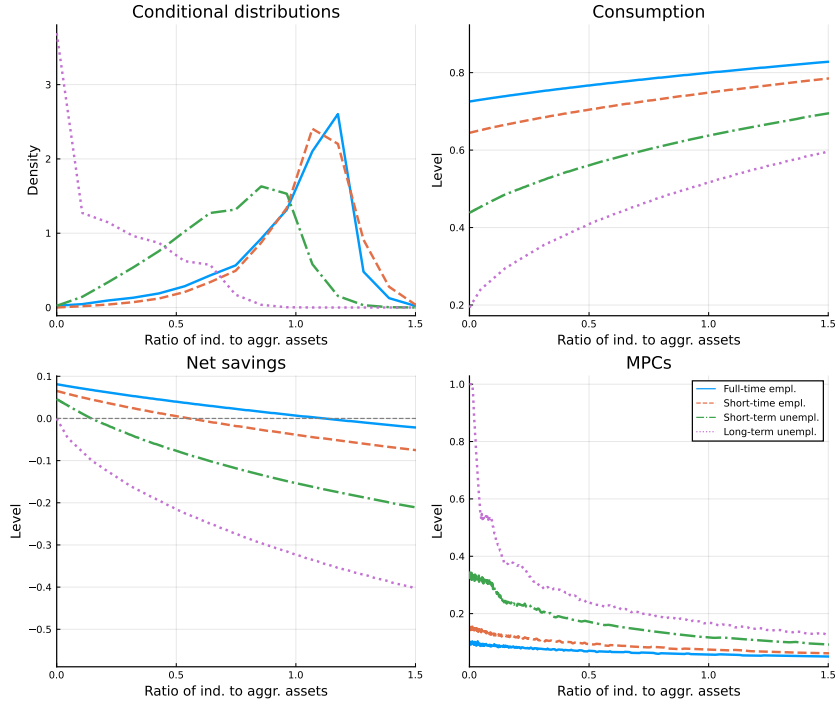 Conditional distributions
Density
3
2
1
0
0.0
0.5
1.0
1.5
Ratio of ind. to aggr. assets
Consumption
Level
0.8
0.6
0.4
0.2
0.0
0.5
1.0
1.5
Ratio of ind. to aggr. assets
Net savings
Level
0.1
0.0
−0.1
−0.2
−0.3
−0.4
−0.5
0.0
0.5
1.0
1.5
Ratio of ind. to aggr. assets
MPCs
Level
1.0
0.8
0.6
0.4
0.2
0.0
0.5
1.0
1.5
Ratio of ind. to aggr. assets
Full-time empl.
Short-time empl.
Short-term unempl.
Long-term unempl.